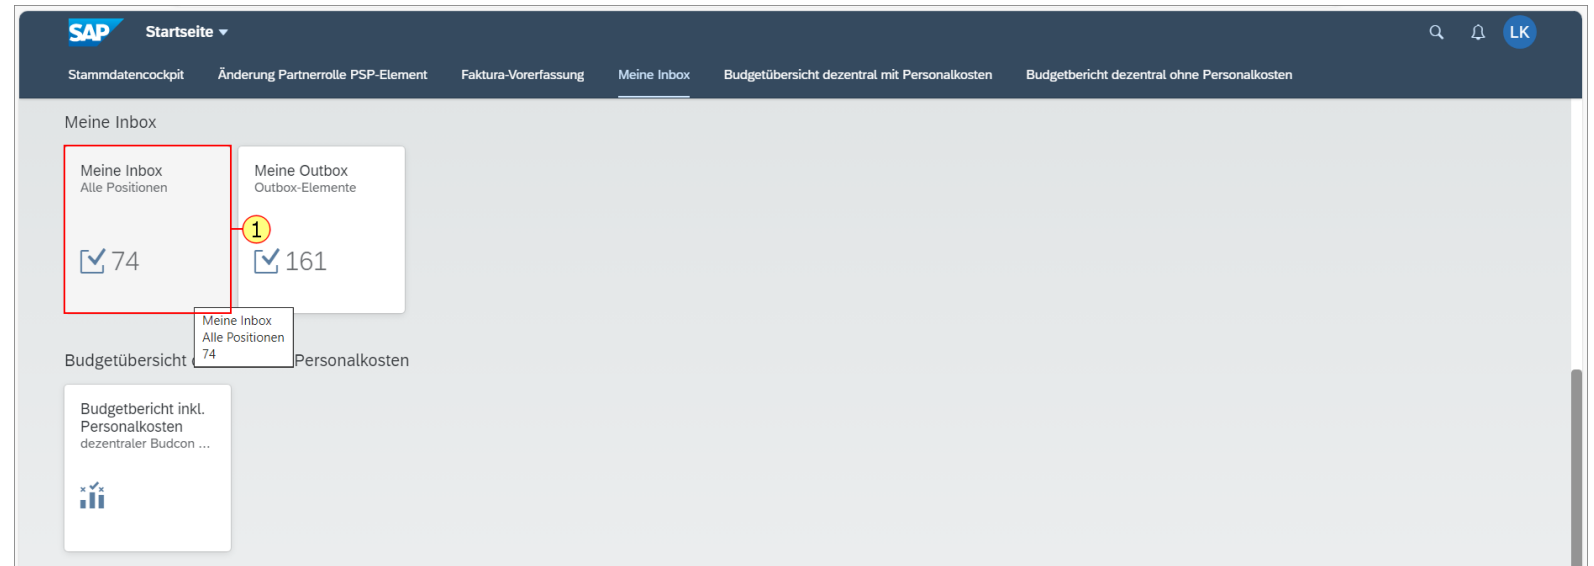 SAP Startseite LK
Stammdatencockpit Änderung Partnerrolle PSP-Element Faktura-Vorerfassung Meine Inbox Budgetübersicht dezentral mit Personalkosten Budgetbericht dezentral ohne Personalkosten
Meine Inbox
Meine Inbox
Alle Positionen
74
1
Meine Outbox
Outbox-Elemente
161
Meine Inbox
Alle Positionen
74
Budgetübersicht Personalkosten
Budgetbericht inkl.
Personalkosten
dezentraler Budcon ...